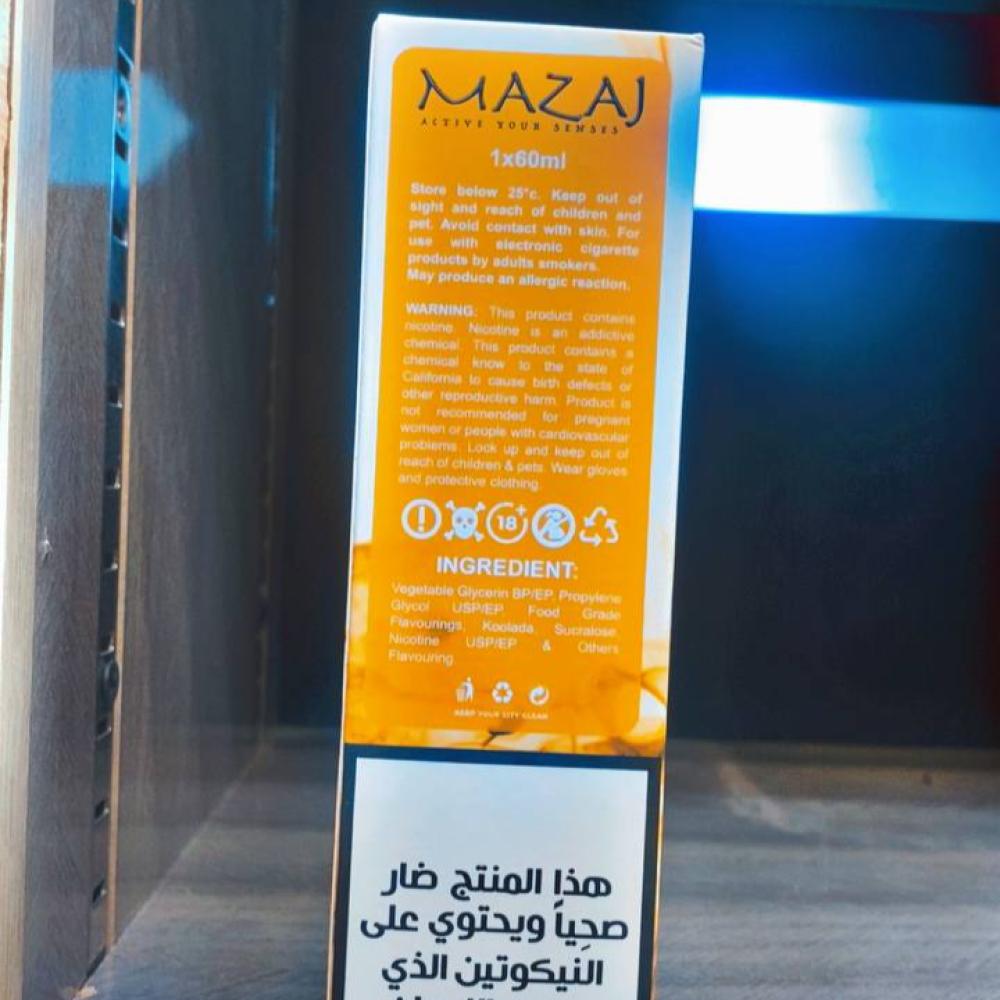 MAZAJ
ACTIVE YOUR SENSES
1x60ml
Store below 25°c. Keep out of
sight and reach of children and
pet. Avoid contact with skin. For
use with electronic cigarette
products by adults smokers.
May produce an allergic reaction.
WARNING: This product contains
nicotine. Nicotine is an addictive
chemical. This product contains a
chemical know to the state of
California to cause birth defects or
other reproductive harm. Product is
not recommended for pregnant
women or people with cardiovascular
problems. Lock up and keep out of
reach of children & pets. Wear gloves
and protective clothing.
18+
INGREDIENT:
Vegetable Glycerin BP/EP, Propylene
Glycol USP/EP Food Grade
Flavourings, Koolada, Sucralose,
Nicotine USP/EP & Others
Flavouring
KEEP YOUR CITY CLEAN
هذا المنتج ضار
صحياً ويحتوي على
النيكوتين الذي